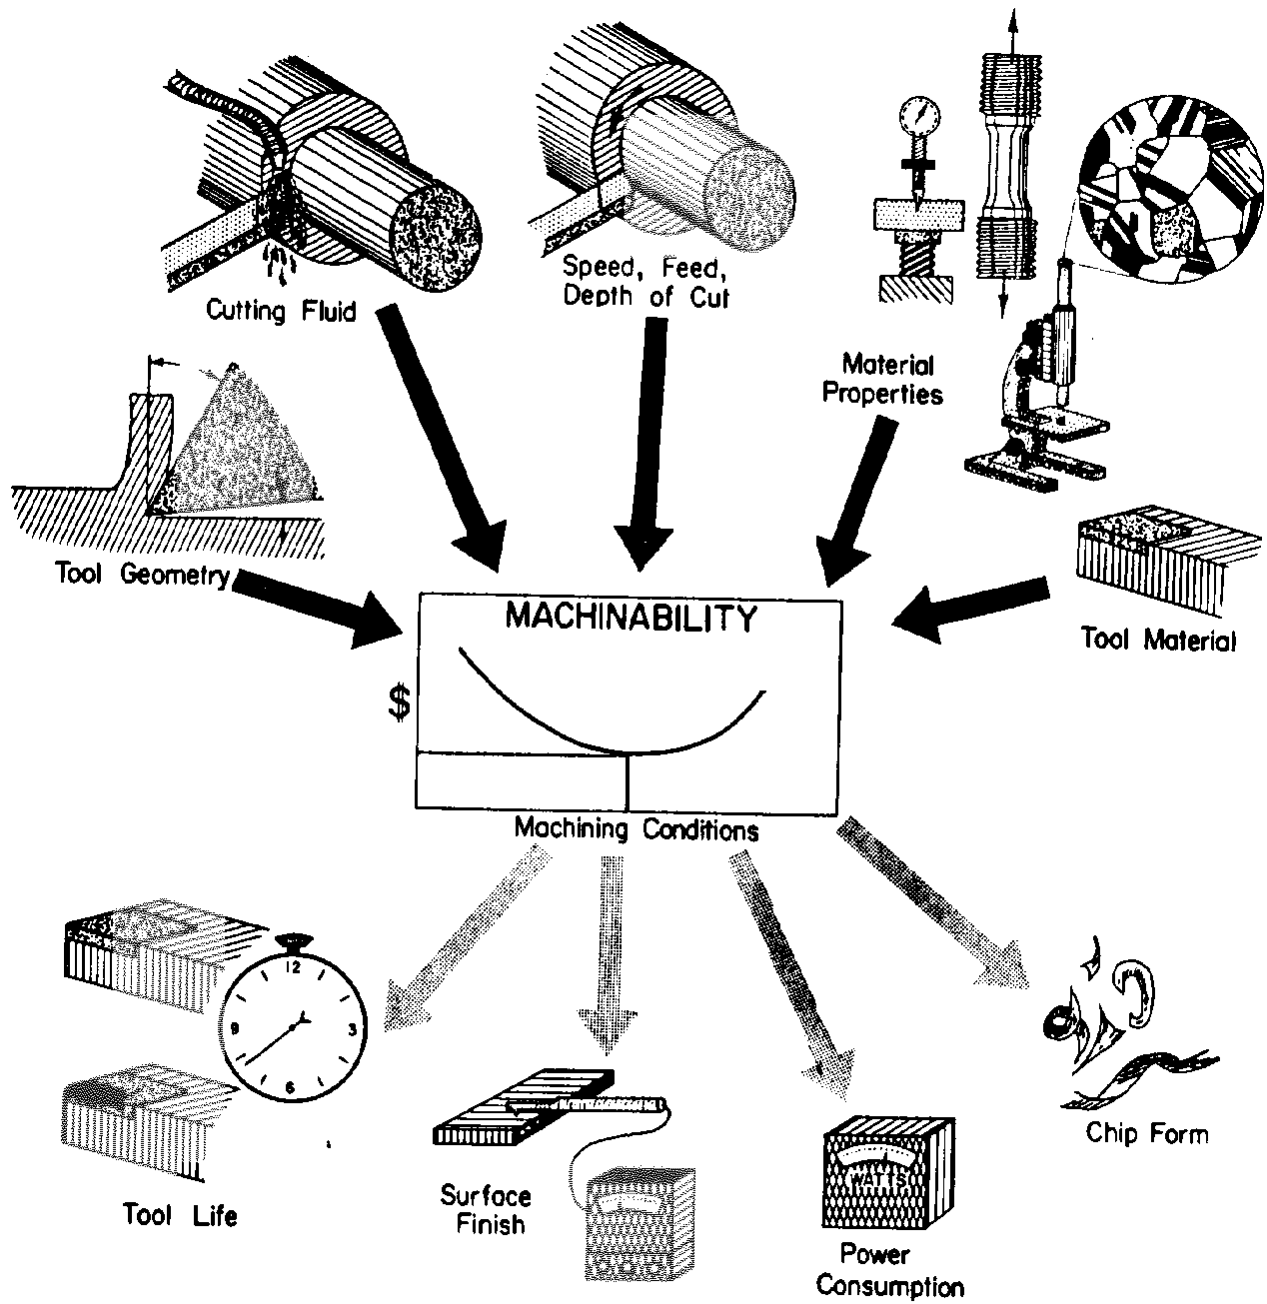 Cutting Fluid
Speed, Feed,
Depth of Cut
Material
Properties
Tool Geometry
Tool Material
MACHINABILITY
$
Machining Conditions
12
9
3
6
Tool Life
Surface
Finish
WATTS
Power
Consumption
Chip Form